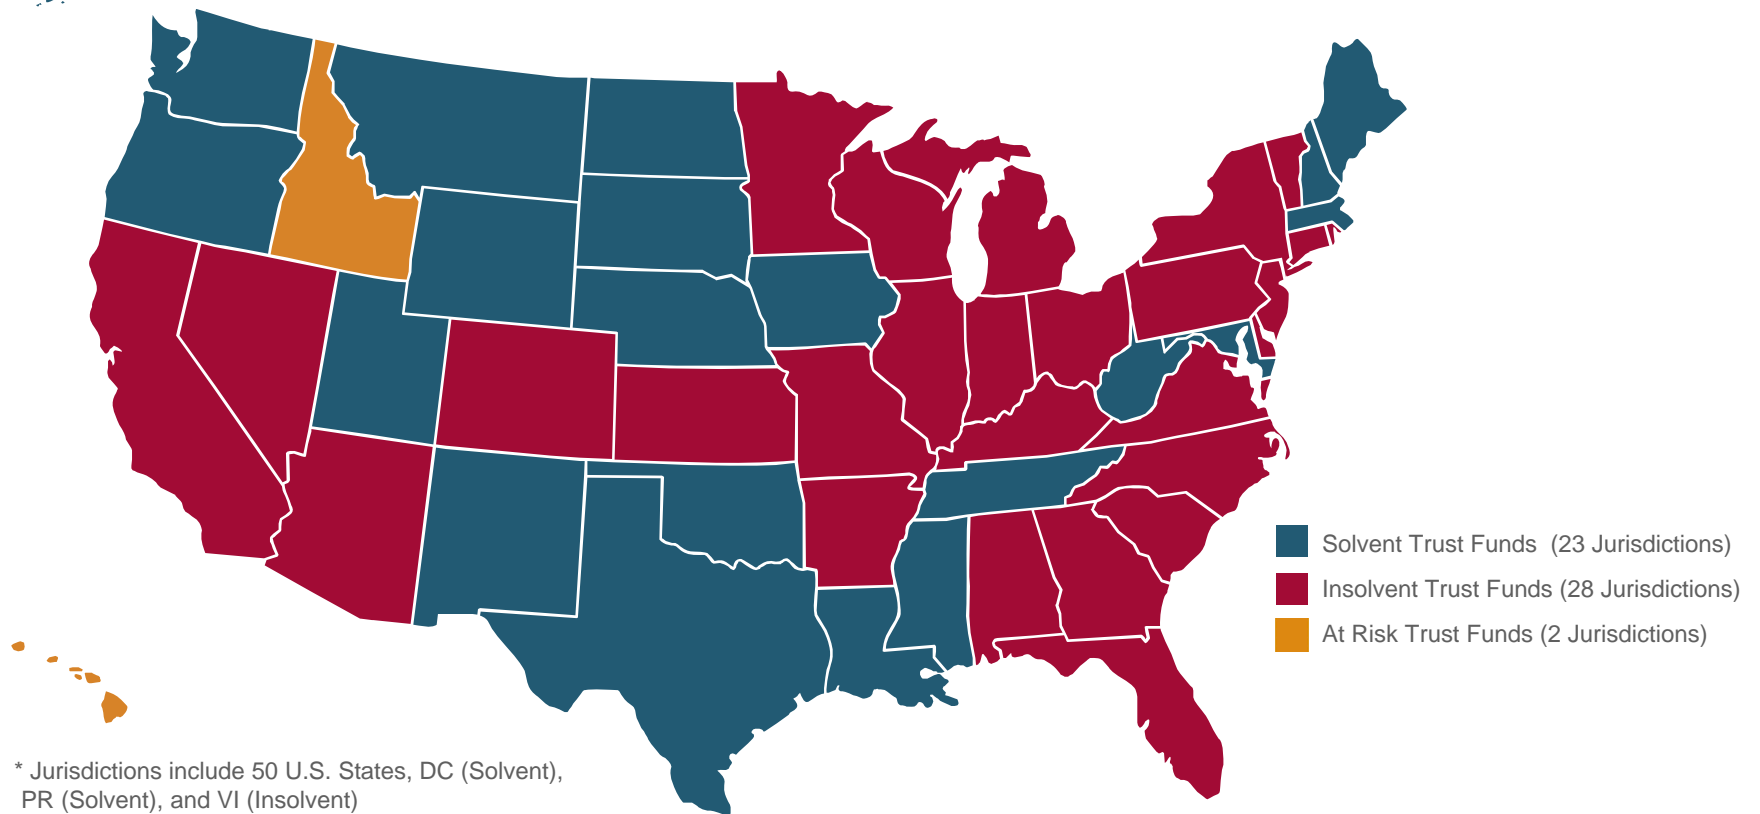 Solvent Trust Funds (23 Jurisdictions)
Insolvent Trust Funds (28 Jurisdictions)
At Risk Trust Funds (2 Jurisdictions)
* Jurisdictions include 50 U.S. States, DC (Solvent),
PR (Solvent), and VI (Insolvent)